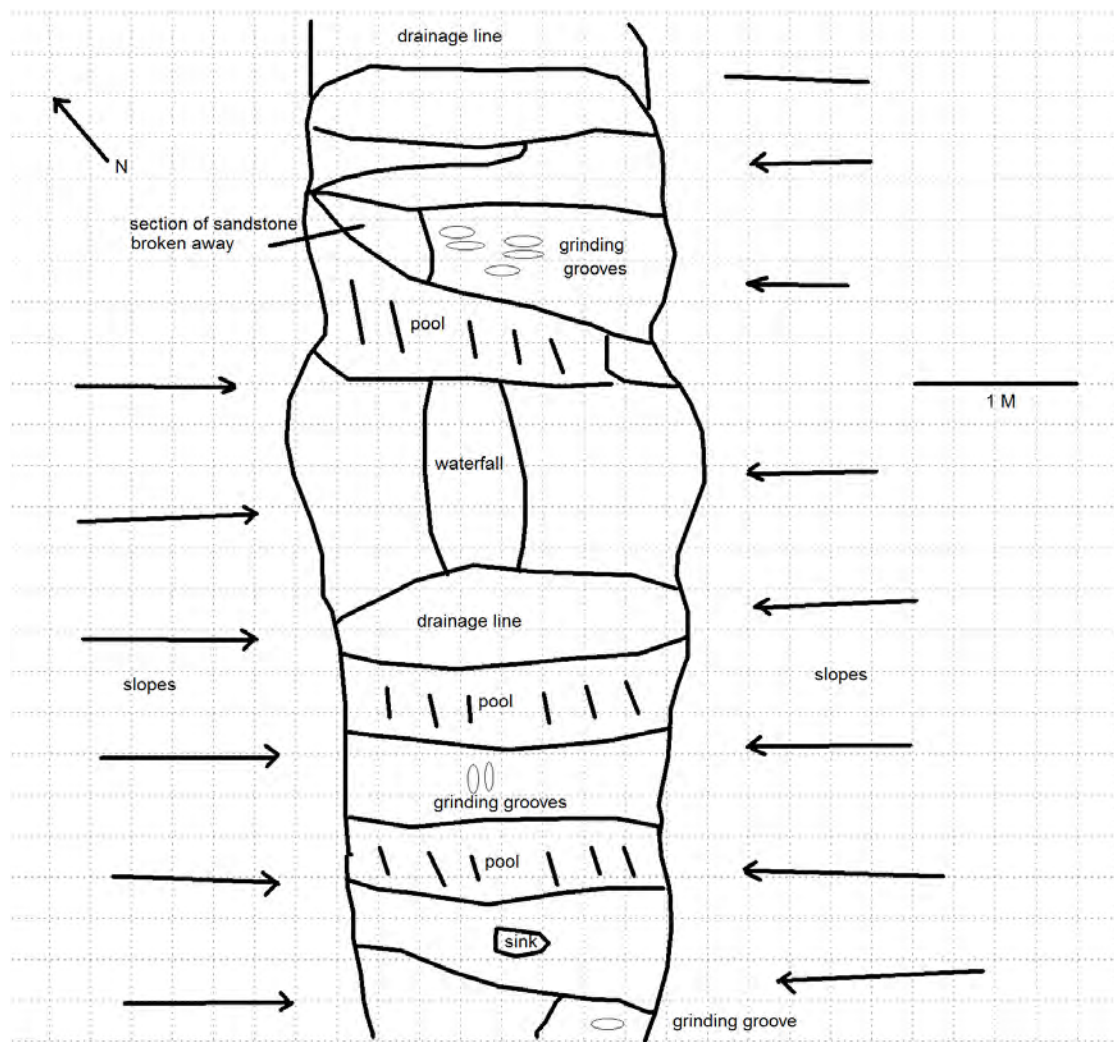 drainage line
N
section of sandstone
broken away
grinding
grooves
pool
1 M
waterfall
drainage line
slopes
pool
slopes
grinding grooves
pool
sink
grinding groove